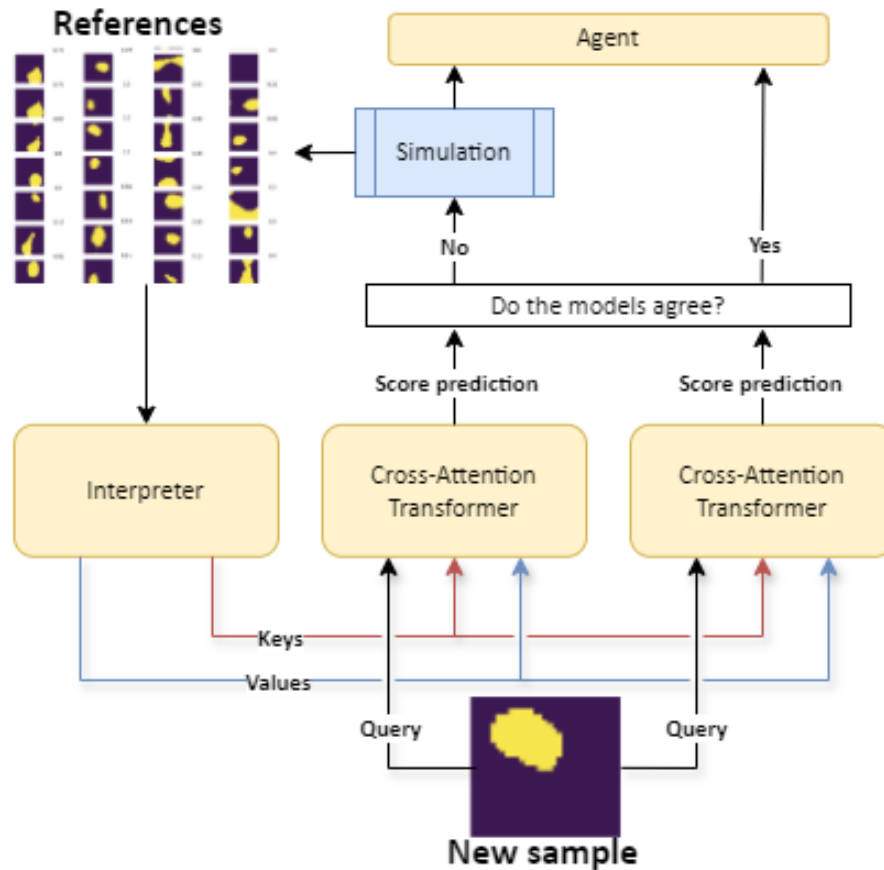 References
Agent
Simulation
No
Yes
Do the models agree?
Score prediction
Score prediction
Interpreter
Cross-Attention
Transformer
Cross-Attention
Transformer
Keys
Values
Query
Query
New sample